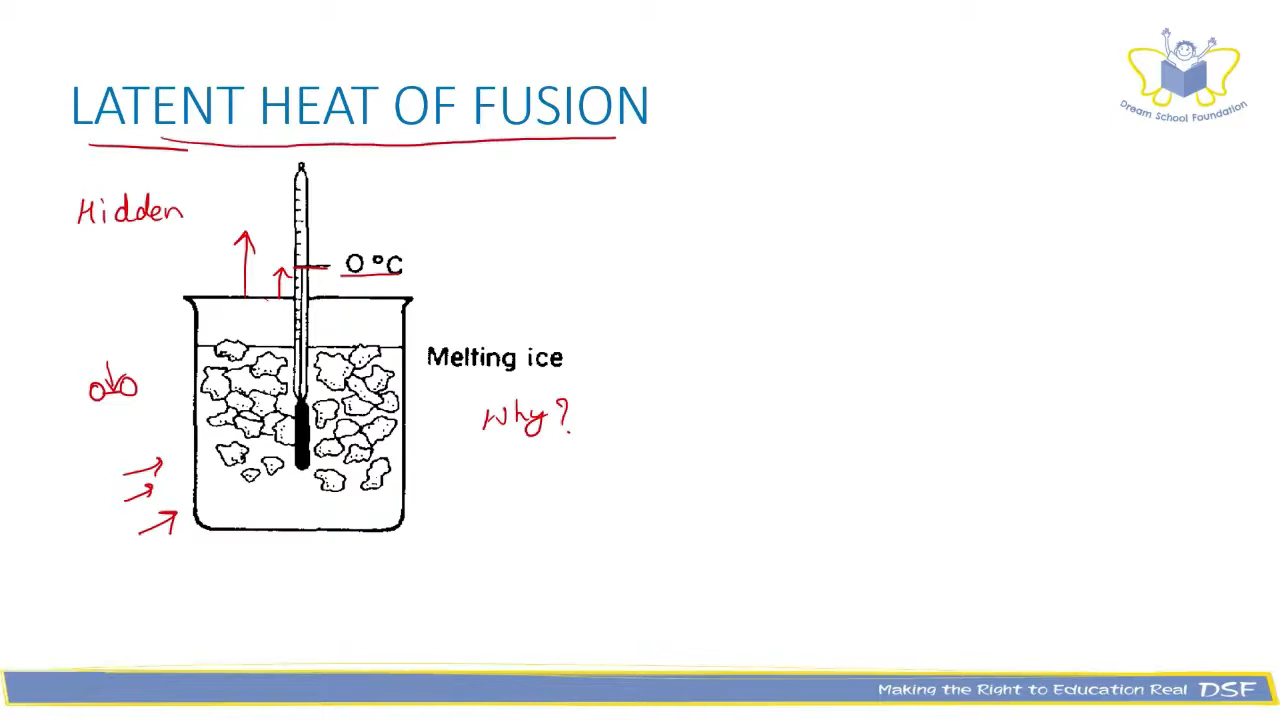 LATENT HEAT OF FUSION
Dream School Foundation
Hidden
0 °C
Melting ice
Why?
Making the Right to Education Real DSF